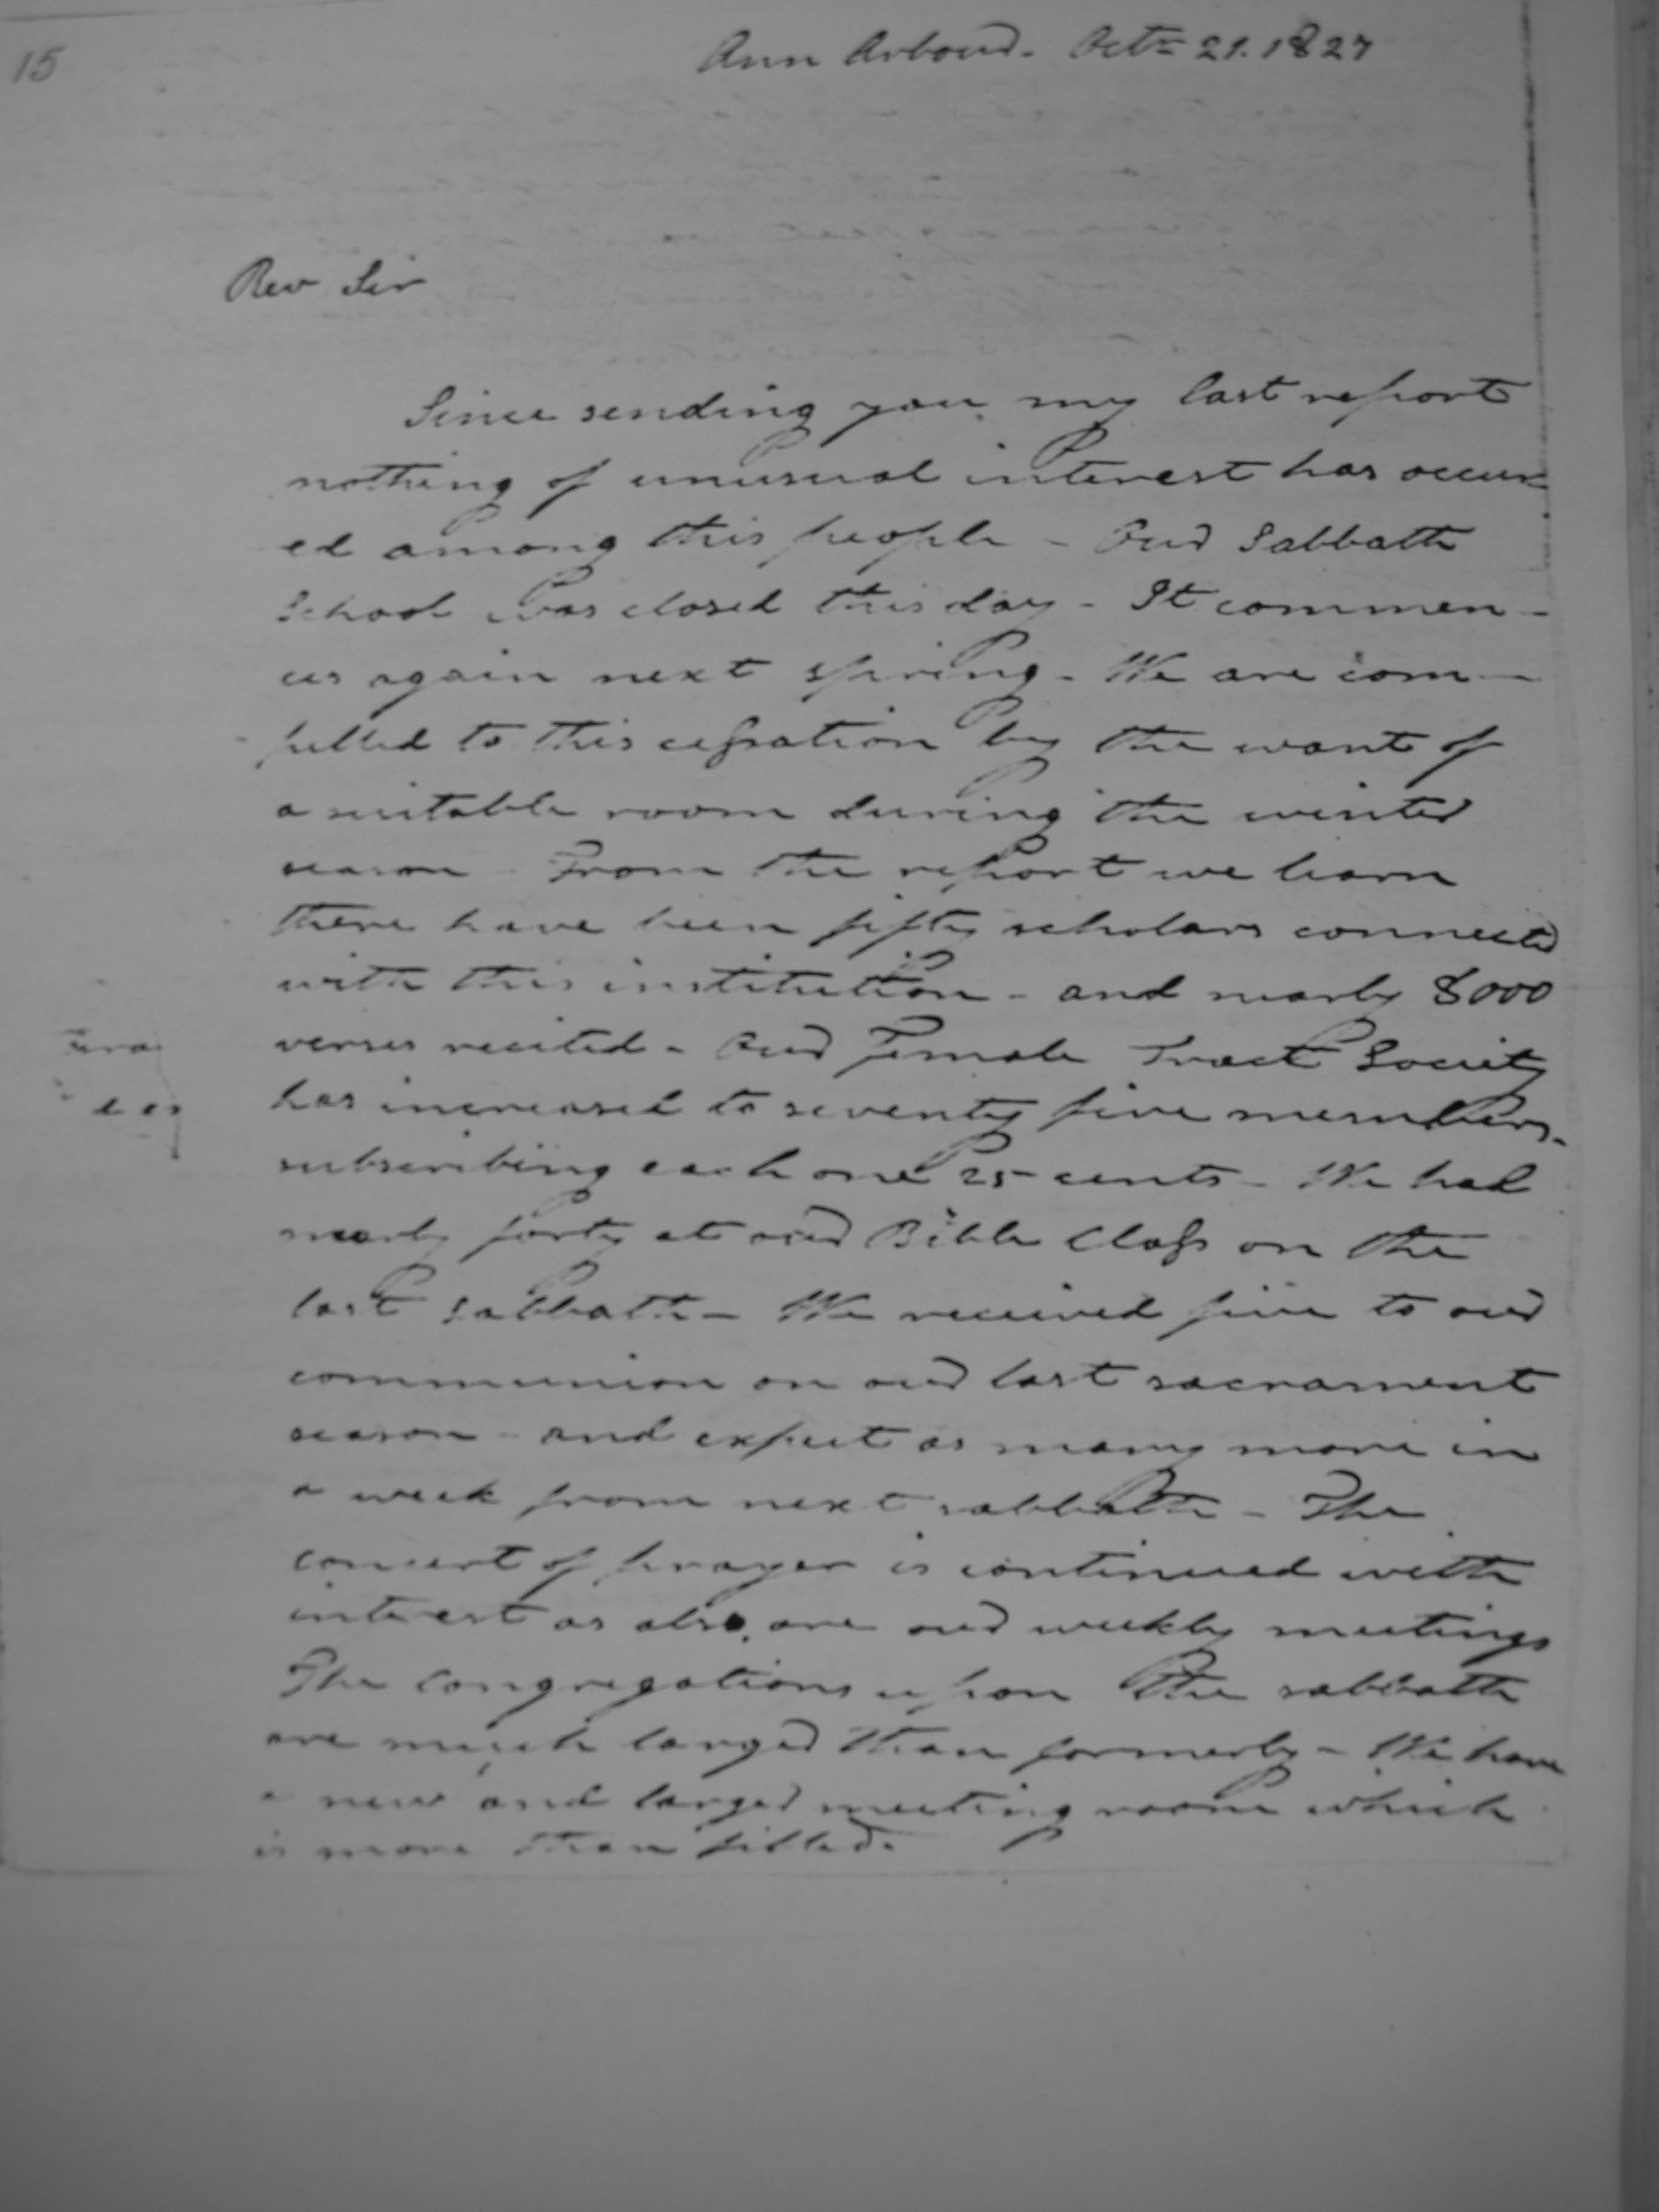 15
Ann Arbour. Octr 21. 1827
Rev Sir
Since sending you my last report
nothing of unusual interest has occur-
ed among this people - Our Sabbath
School was closed this day - It commen-
ces again next spring - We are com-
pelled to this cessation by the want of
a suitable room during the winter
season - From the report we learn
there have been fifty scholars connected
with this institution - and nearly 8000
verses recited - Our Female Tract Society
has increased to seventy five members.
subscribing each one 25 cents - We had
nearly forty at our Bible Class on the
last Sabbath - We received five to our
communion on our last sacrament
season - and expect as many more in
a week from next sabbath - The
concert of prayer is continued with
interest as also are our weekly meetings
The congregations upon the sabbath
are much larger than formerly - We have
a new and larger meeting room which
is more than filled.